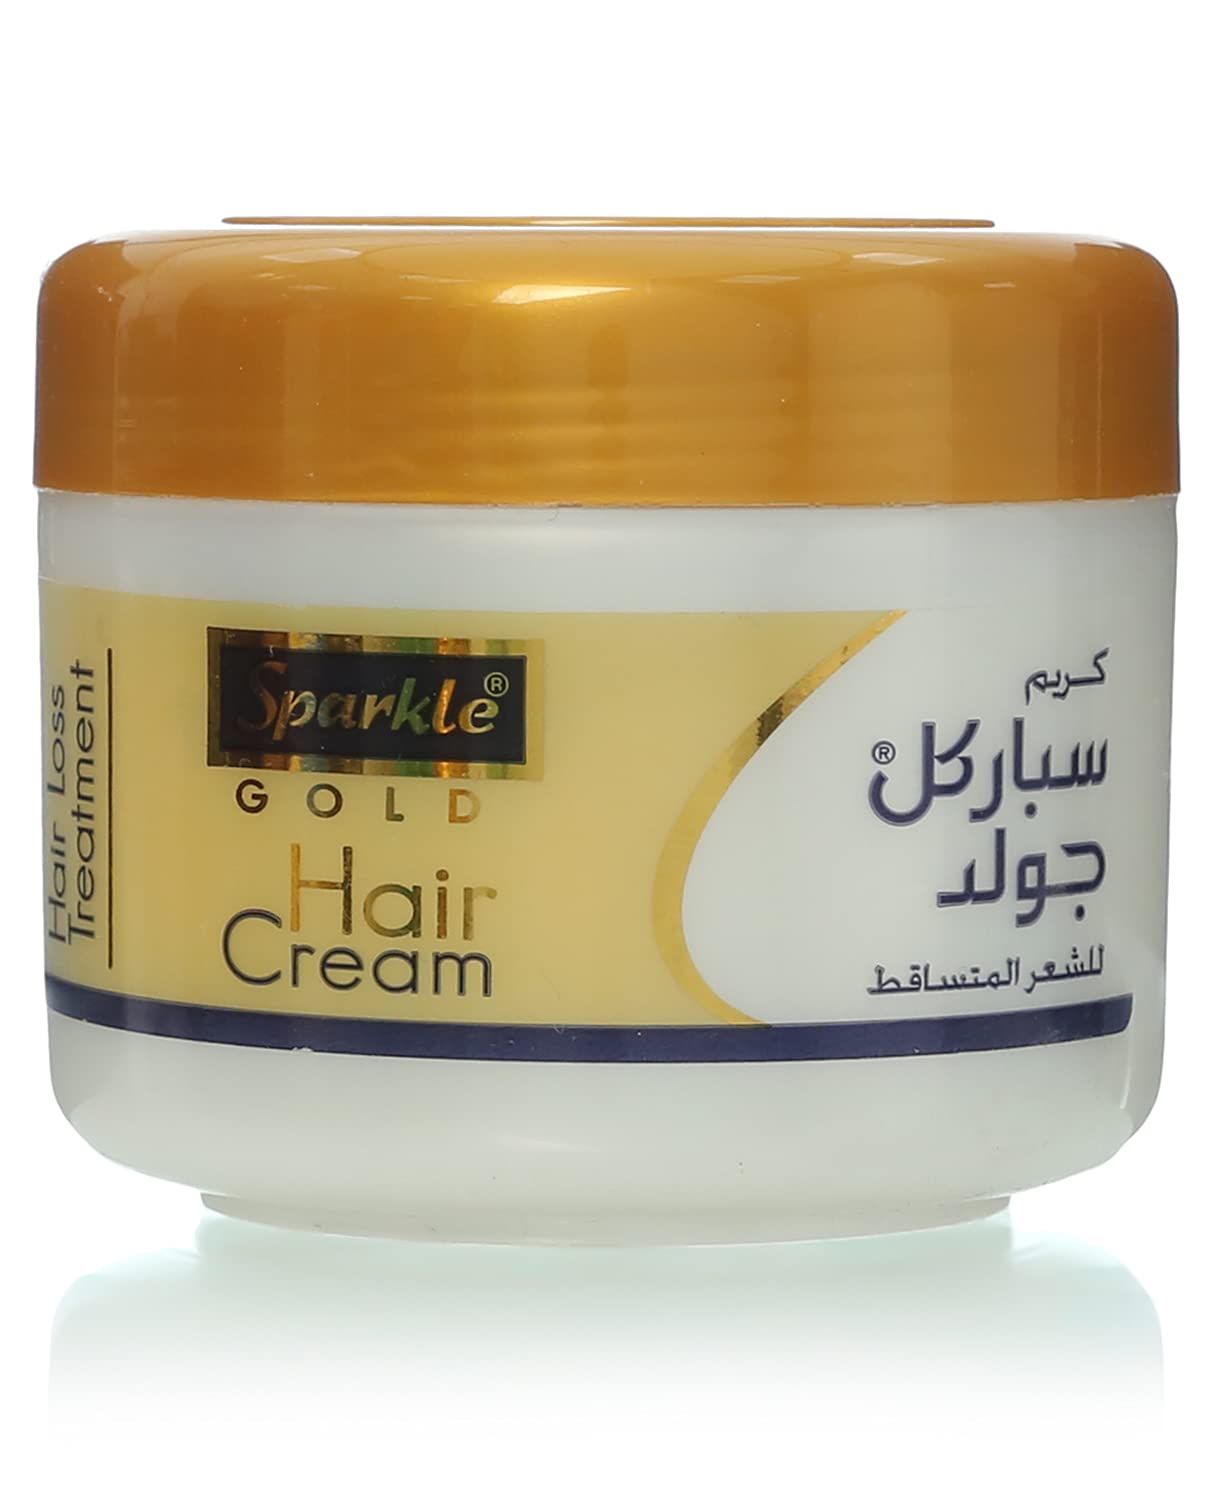 Hair Loss
Treatment
Sparkle®
GOLD
Hair
Cream
كريم
سباركل®
جولد
للشعر المتساقط